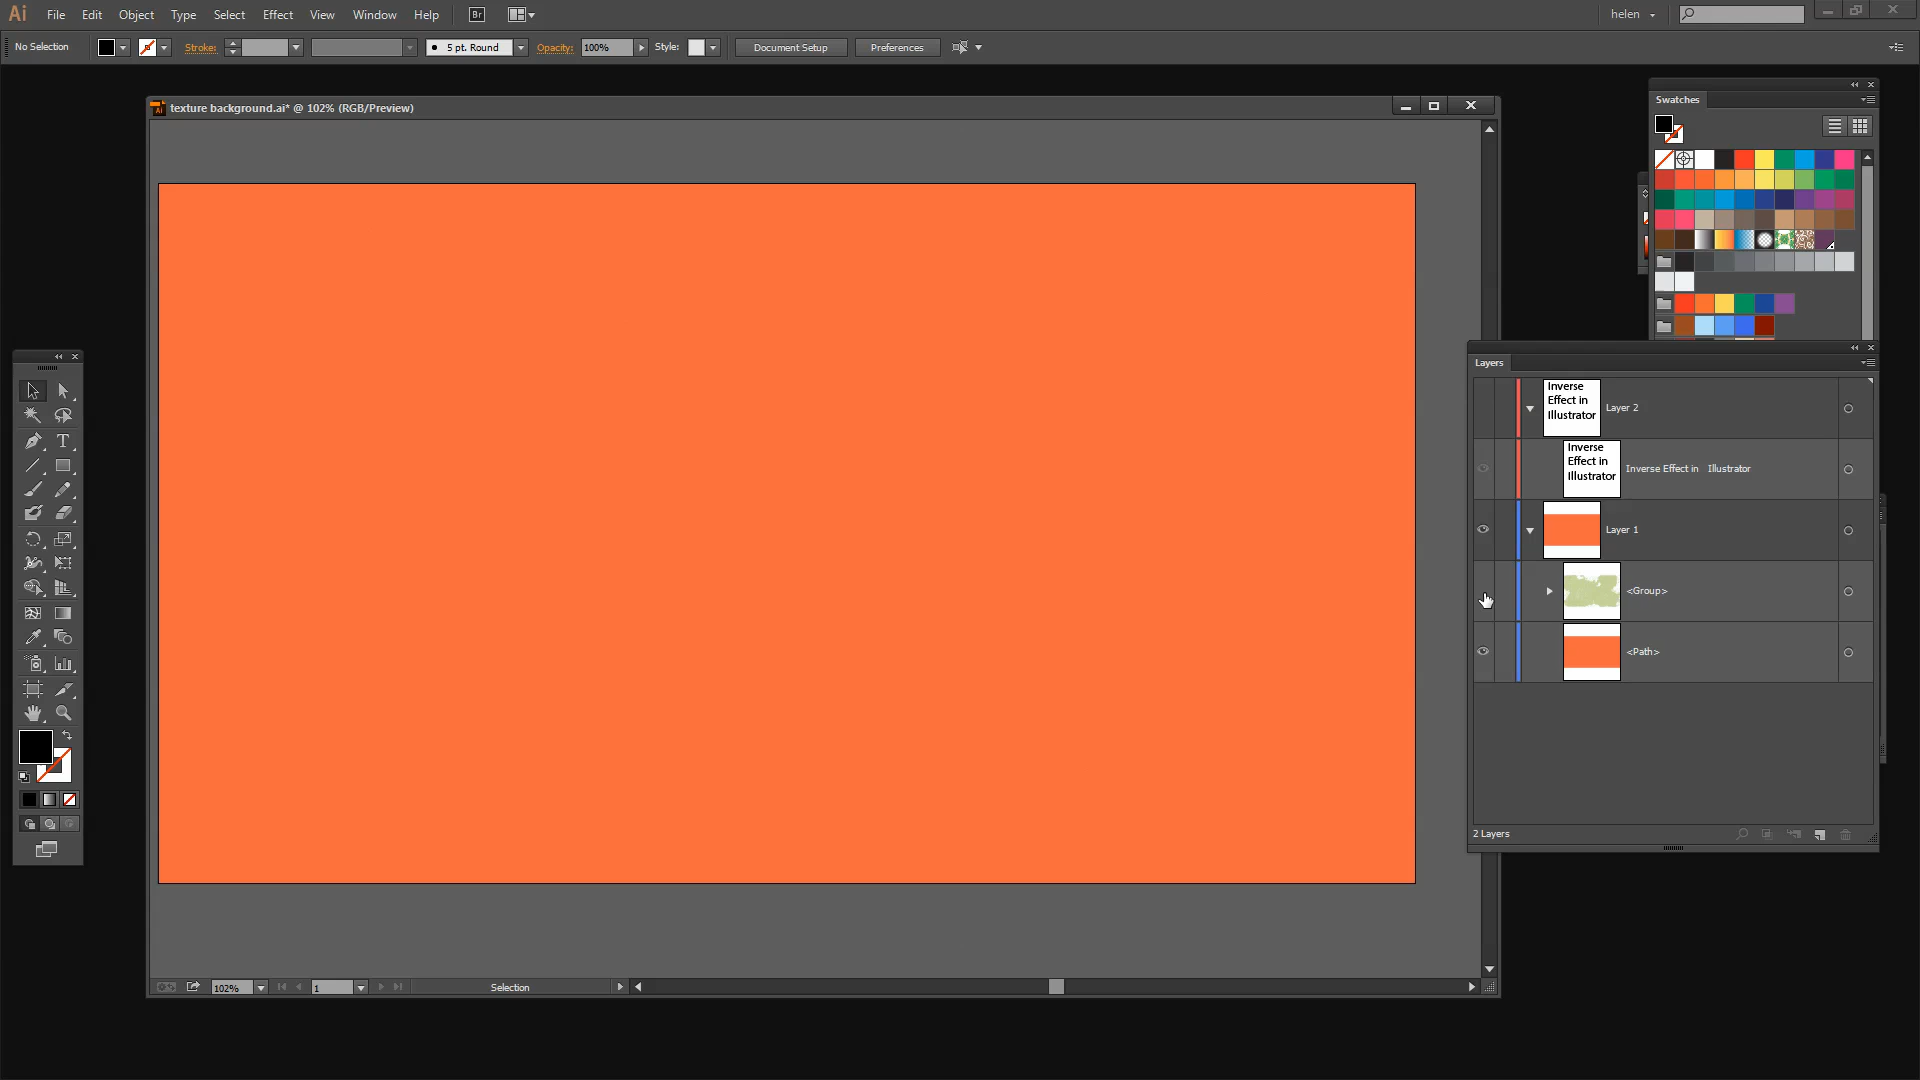 Ai File Edit Object Type Select Effect View Window Help Br helen
No Selection Stroke: 5 pt. Round Opacity: 100% Style: Document Setup Preferences
texture background.ai* @ 102% (RGB/Preview)
Swatches
Layers
Inverse
Effect in
Illustrator
Layer 2
Inverse
Effect in
Illustrator
Inverse Effect in Illustrator
Layer 1
<Group>
<Path>
2 Layers
T
102% 1 Selection